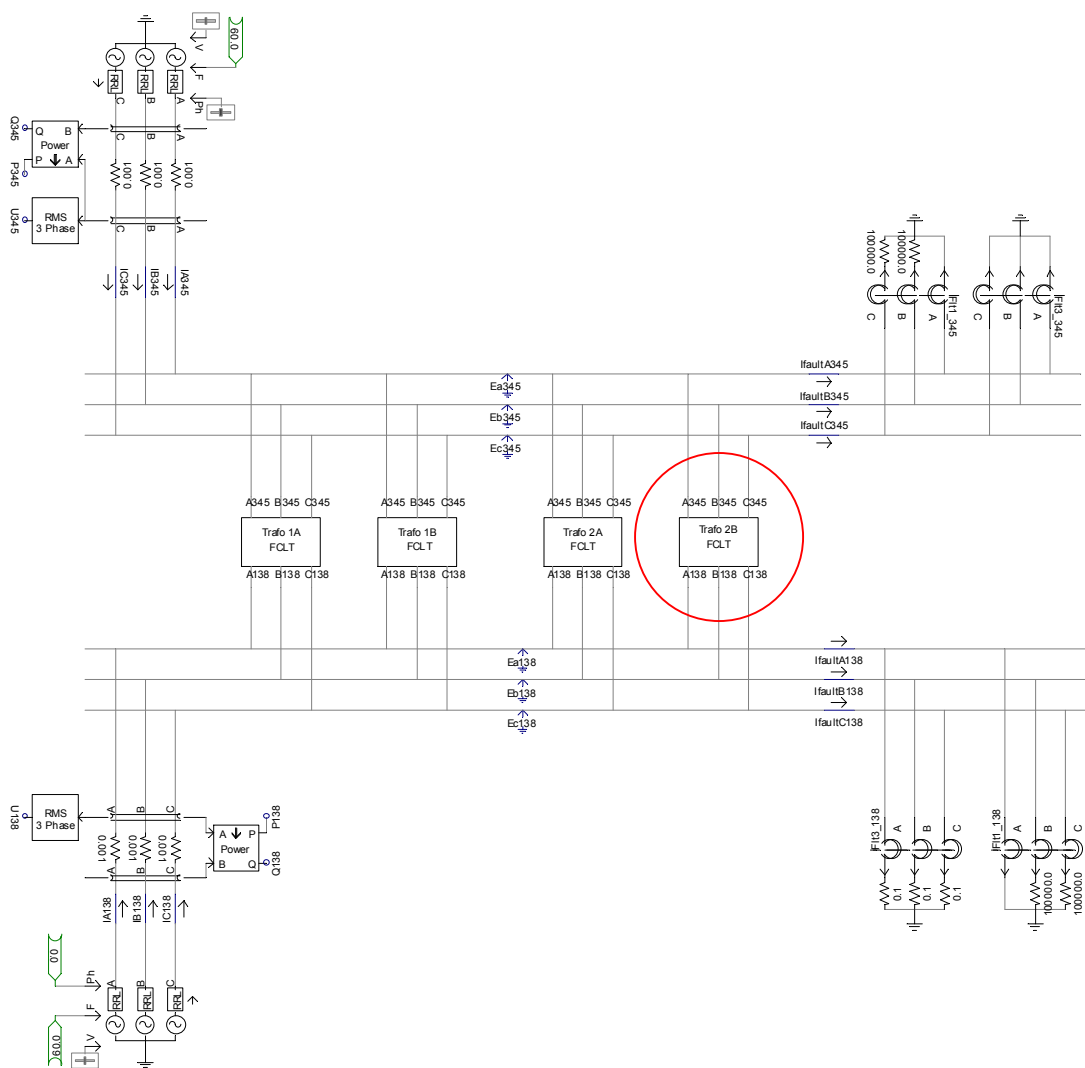 60.0
V
F
RRL RRL RRL
C B A
Ph
Q345
Q B
Power
P A
P345
C B A
0.001 0.001 0.001
U345
RMS
3 Phase
C B A
IC345 IB345 IA345
100000.0 100000.0
C B A Flt1_345
C B A Flt3_345
IfaultA345
Ea345
IfaultB345
Eb345
IfaultC345
Ec345
A345 B345 C345 A345 B345 C345 A345 B345 C345 A345 B345 C345
Trafo 1A
FCLT
Trafo 1B
FCLT
Trafo 2A
FCLT
Trafo 2B
FCLT
A138 B138 C138 A138 B138 C138 A138 B138 C138 A138 B138 C138
Ea138
IfaultA138
Eb138
IfaultB138
Ec138
IfaultC138
U138
RMS
3 Phase
A B C
0.001 0.001 0.001
A B C
A P
Power
B Q
P138
Q138
Flt3_138 A B C
0.1 0.1 0.1
Flt1_138 A B C
100000.0 100000.0
IA138 IB138 IC138
0.0
Ph
A B C
RRL RRL RRL
F
60.0
V